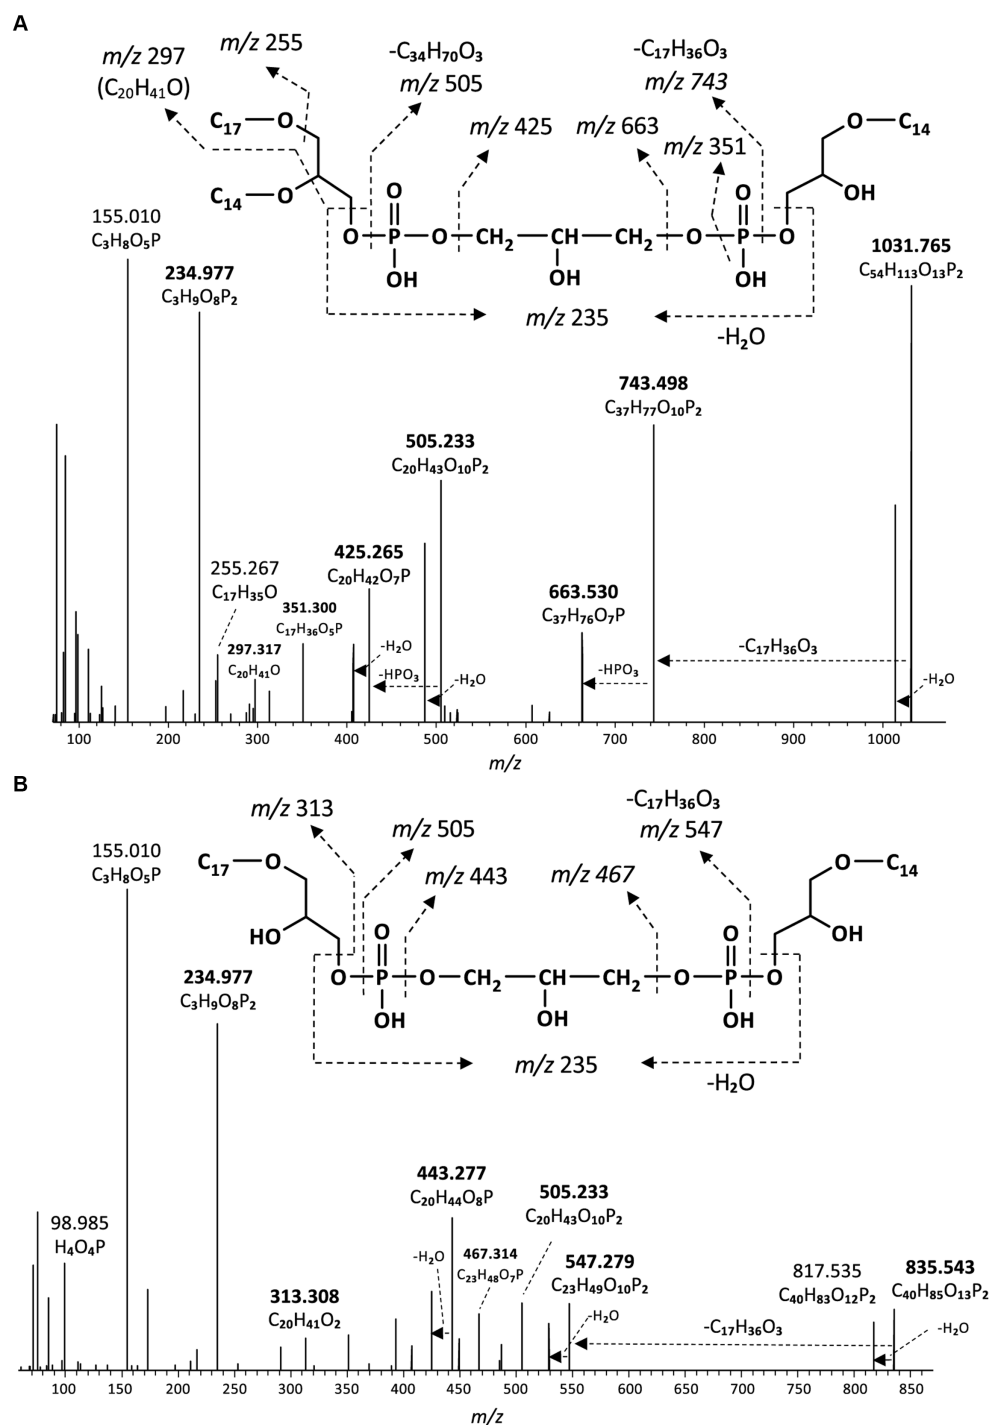 A
m/z 297
(C₂₀H₄₁O)
m/z 255
-C₃₄H₇₀O₃
m/z 505
m/z 425
m/z 663
-C₁₇H₃₆O₃
m/z 743
m/z 351
C₁₇ O
C₁₄ O
O C₁₄
OH
O O
O P O CH₂ CH CH₂ O P O
OH OH OH
m/z 235
-H₂O
155.010
C₃H₈O₅P
234.977
C₃H₉O₈P₂
1031.765
C₅₄H₁₁₃O₁₃P₂
743.498
C₃₇H₇₇O₁₀P₂
505.233
C₂₀H₄₃O₁₀P₂
425.265
C₂₀H₄₂O₇P
255.267
C₁₇H₃₅O
351.300
C₁₇H₃₆O₅P
297.317
C₂₀H₄₁O
663.530
C₃₇H₇₆O₇P
-H₂O
-HPO₃
-H₂O
-HPO₃
-C₁₇H₃₆O₃
-H₂O
100 200 300 400 500 600 700 800 900 1000
m/z
B
m/z 313
m/z 505
m/z 443
m/z 467
-C₁₇H₃₆O₃
m/z 547
C₁₇ O
HO
O C₁₄
OH
O O
O P O CH₂ CH CH₂ O P O
OH OH OH
m/z 235
-H₂O
155.010
C₃H₈O₅P
234.977
C₃H₉O₈P₂
98.985
H₄O₄P
313.308
C₂₀H₄₁O₂
443.277
C₂₀H₄₄O₈P
-H₂O
467.314
C₂₃H₄₈O₇P
505.233
C₂₀H₄₃O₁₀P₂
547.279
C₂₃H₄₉O₁₀P₂
-H₂O
-C₁₇H₃₆O₃
817.535
C₄₀H₈₃O₁₂P₂
835.543
C₄₀H₈₅O₁₃P₂
-H₂O
100 150 200 250 300 350 400 450 500 550 600 650 700 750 800 850
m/z